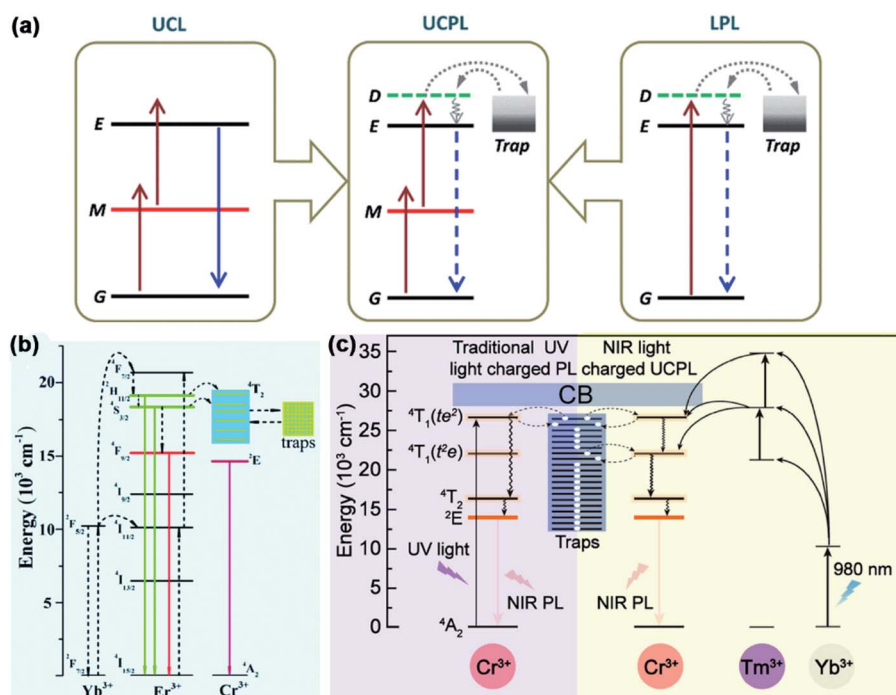 (a)
UCL
UCPL
LPL
E
M
G
D
E
M
G
Trap
D
E
G
Trap
(b)
Energy (10³ cm⁻¹)
20
15
10
5
²F₅/₂
²F₇/₂
⁴F₇/₂
²H₁₁/₂
⁴S₃/₂
⁴F₉/₂
⁴I₉/₂
⁴I₁₁/₂
⁴I₁₃/₂
⁴I₁₅/₂
⁴T₂
traps
²E
⁴A₂
Yb³⁺
Er³⁺
Cr³⁺
(c)
Energy (10³ cm⁻¹)
35
30
25
20
15
10
5
0
Traditional UV
light charged PL
NIR light
charged UCPL
CB
⁴T₁(te²)
⁴T₁(t²e)
⁴T₂
²E
Traps
UV light
NIR PL
NIR PL
980 nm
⁴A₂
Cr³⁺
Cr³⁺
Tm³⁺
Yb³⁺